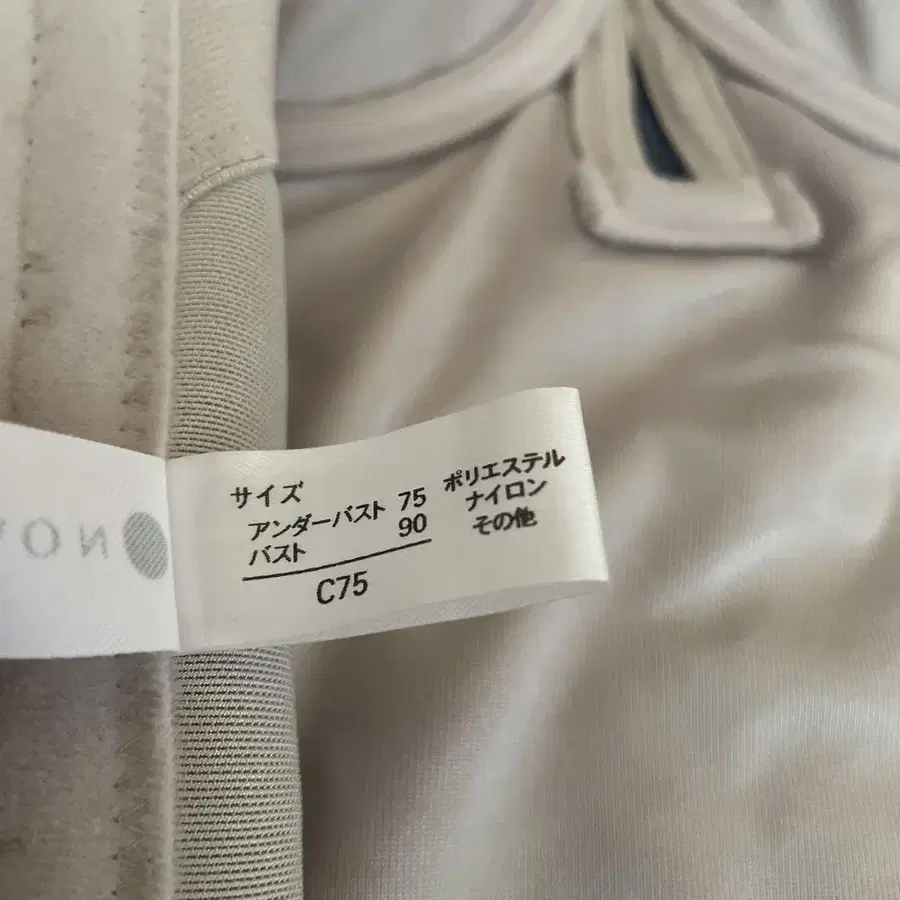 サイズ
アンダーバスト 75
バスト 90
C75
ポリエステル
ナイロン
その他